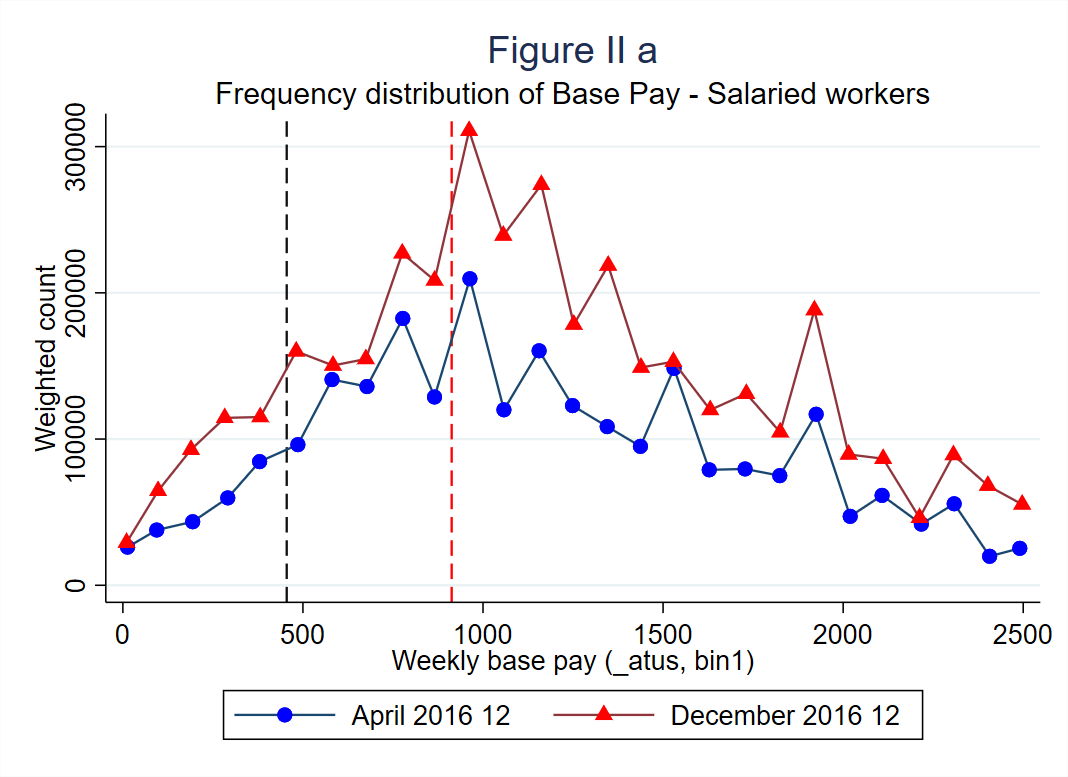 Figure II a
Frequency distribution of Base Pay - Salaried workers
Weighted count
300000
200000
100000
0
0 500 1000 1500 2000 2500
Weekly base pay (_atus, bin1)
April 2016 12 December 2016 12